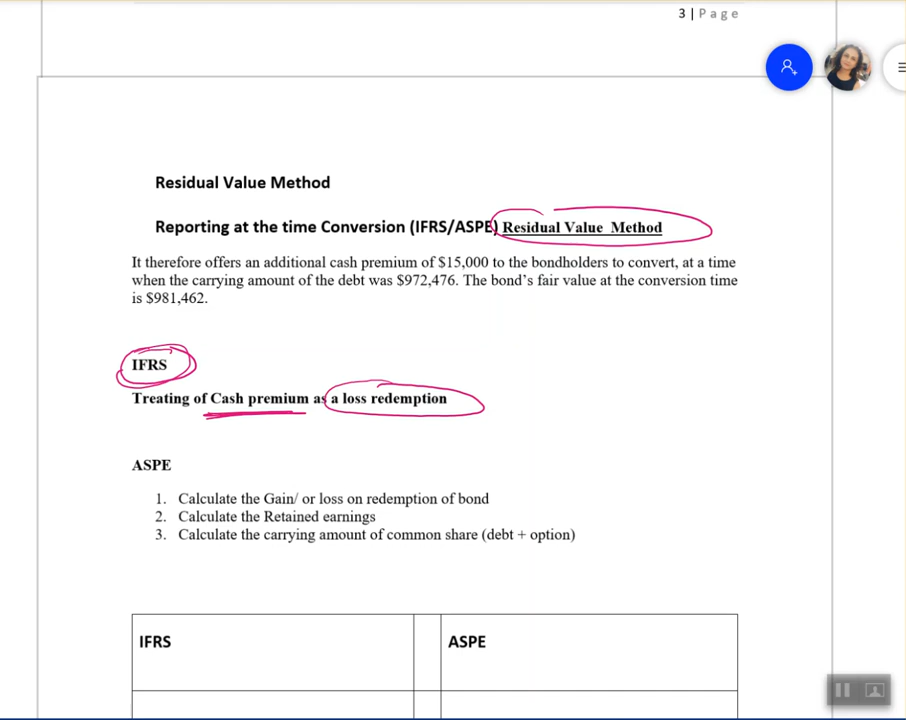 3 | P a g e
Residual Value Method
Reporting at the time Conversion (IFRS/ASPE) Residual Value Method
It therefore offers an additional cash premium of $15,000 to the bondholders to convert, at a time
when the carrying amount of the debt was $972,476. The bond's fair value at the conversion time
is $981,462.
IFRS
Treating of Cash premium as a loss redemption
ASPE
1. Calculate the Gain/ or loss on redemption of bond
2. Calculate the Retained earnings
3. Calculate the carrying amount of common share (debt + option)
IFRS
ASPE